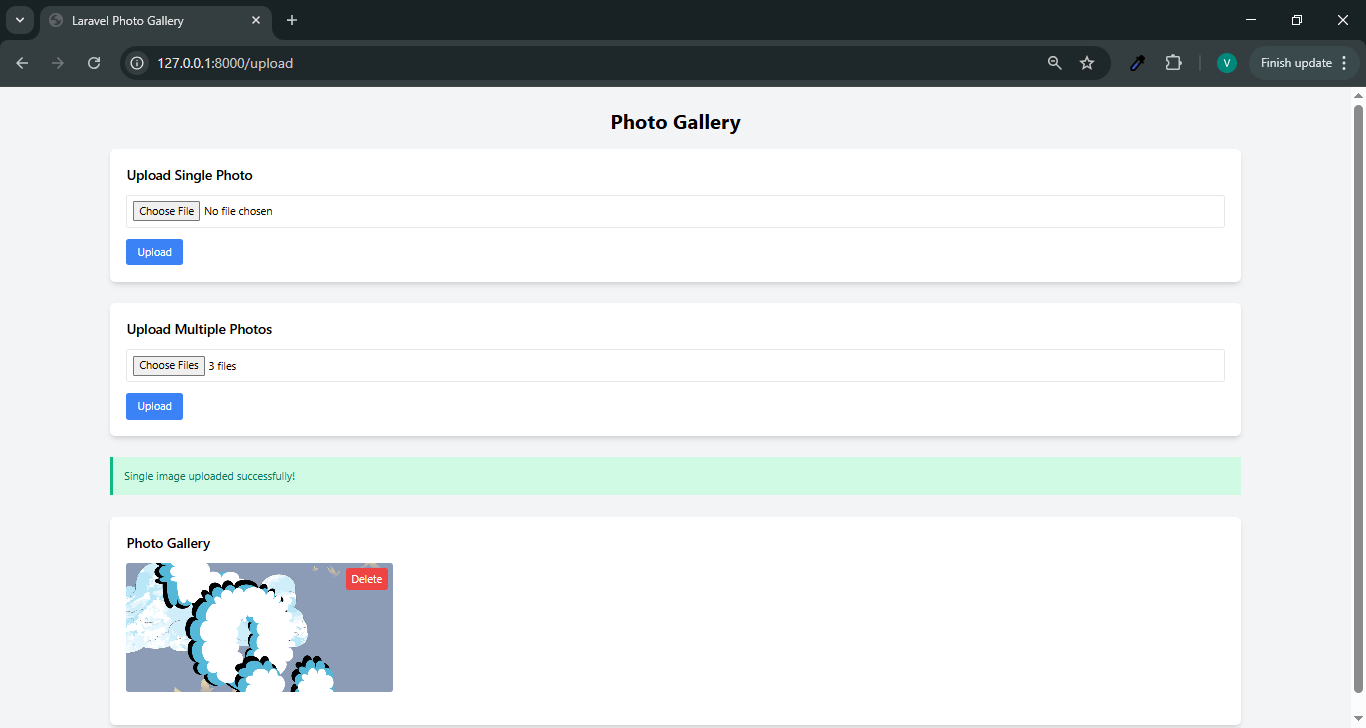 Laravel Photo Gallery
127.0.0.1:8000/upload
V
Finish update
Photo Gallery
Upload Single Photo
Choose File No file chosen
Upload
Upload Multiple Photos
Choose Files 3 files
Upload
Single image uploaded successfully!
Photo Gallery
Delete